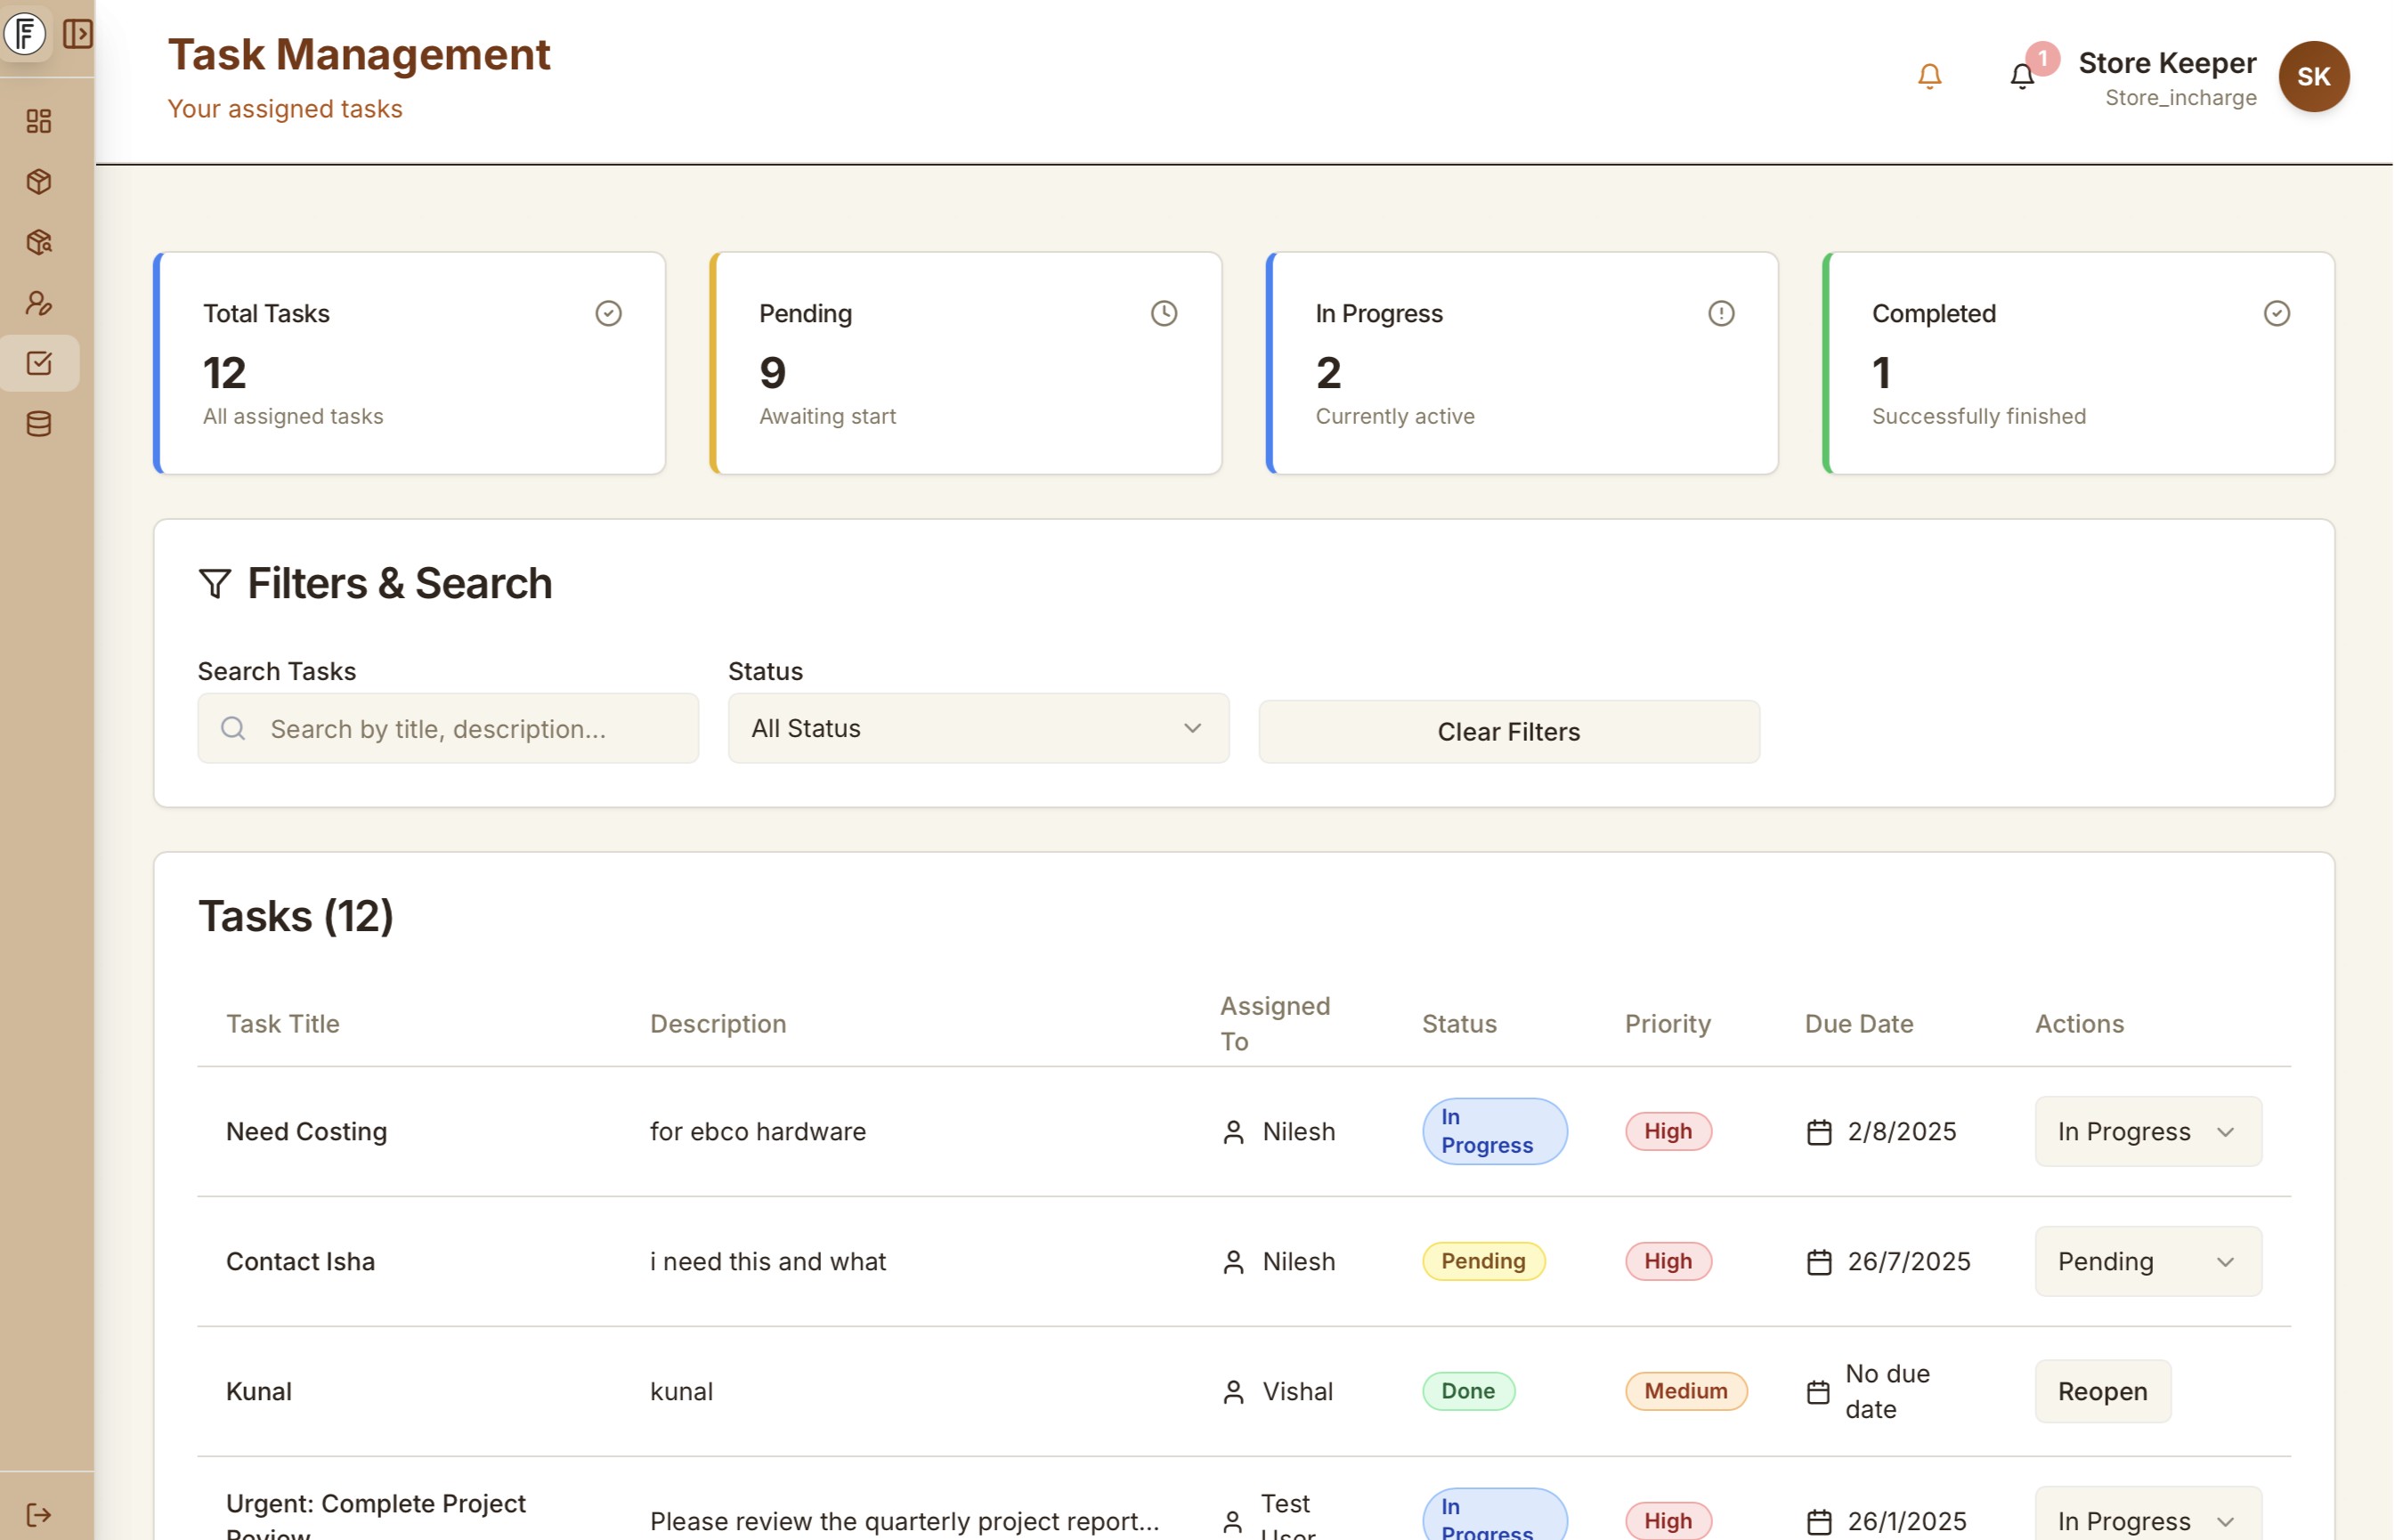 Task Management
Your assigned tasks
1
Store Keeper
Store_incharge
SK
Total Tasks
12
All assigned tasks
Pending
9
Awaiting start
In Progress
2
Currently active
Completed
1
Successfully finished
Filters & Search
Search Tasks
Status
Search by title, description...
All Status
Clear Filters
Tasks (12)
Task Title
Description
Assigned
To
Status
Priority
Due Date
Actions
Need Costing
for ebco hardware
Nilesh
In
Progress
High
2/8/2025
In Progress
Contact Isha
i need this and what
Nilesh
Pending
High
26/7/2025
Pending
Kunal
kunal
Vishal
Done
Medium
No due
date
Reopen
Urgent: Complete Project
Review
Please review the quarterly project report...
Test
User
In
Progress
High
26/1/2025
In Progress